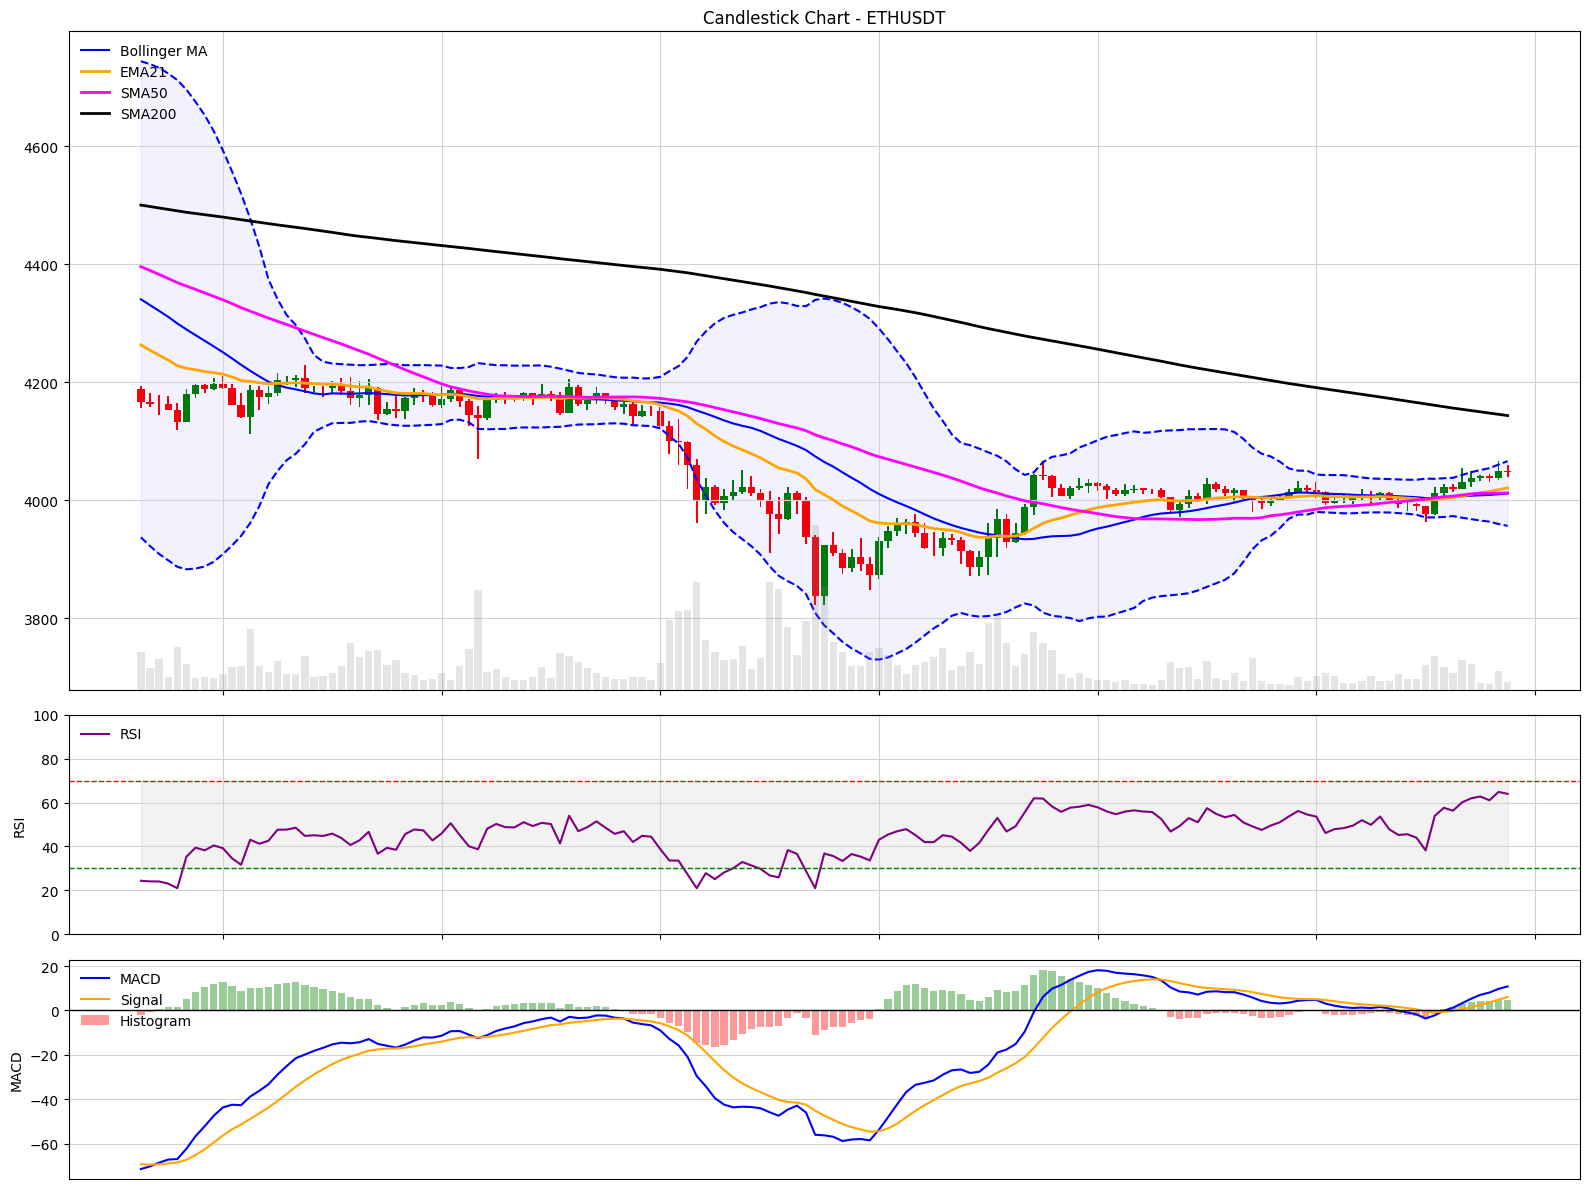 Candlestick Chart - ETHUSDT
Bollinger MA
EMA21
SMA50
SMA200
4600
4400
4200
4000
3800
RSI
100
80
60
40
20
0
RSI
MACD
Signal
Histogram
20
0
−20
−40
−60
MACD